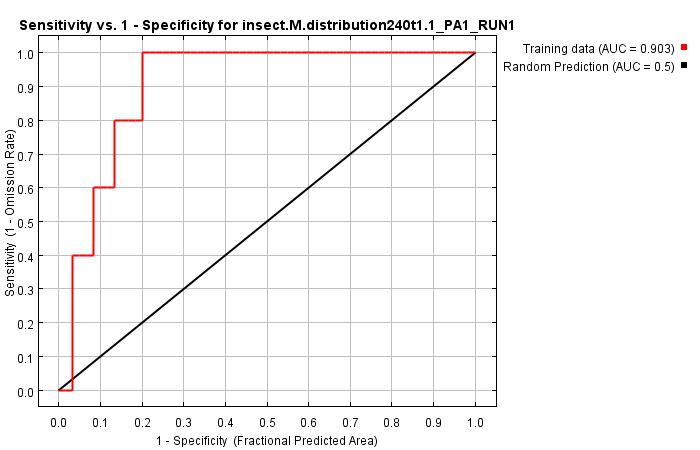 Sensitivity vs. 1 - Specificity for insect.M.distribution240t1.1_PA1_RUN1
Training data (AUC = 0.903)
Random Prediction (AUC = 0.5)
Sensitivity (1 - Omission Rate)
1.0
0.9
0.8
0.7
0.6
0.5
0.4
0.3
0.2
0.1
0.0
0.0 0.1 0.2 0.3 0.4 0.5 0.6 0.7 0.8 0.9 1.0
1 - Specificity (Fractional Predicted Area)